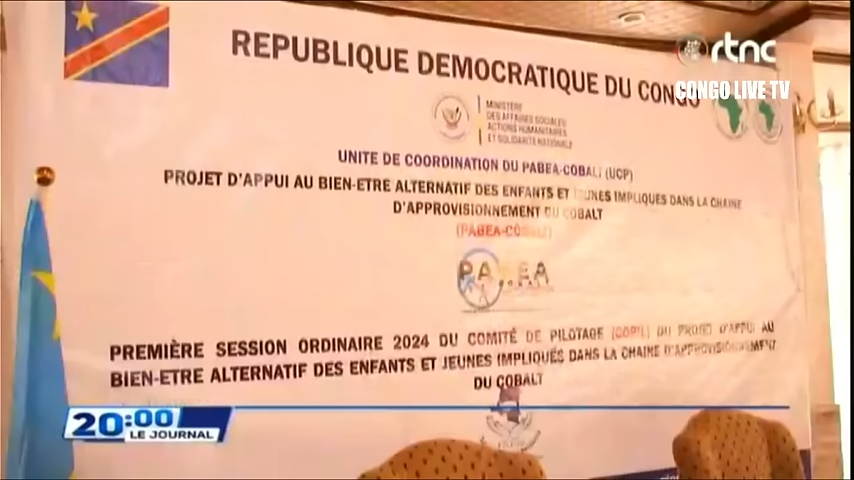 rtnc
CONGO LIVE TV
REPUBLIQUE DEMOCRATIQUE DU CONGO
MINISTERE
DES AFFAIRES SOCIALES
ACTIONS HUMANITAIRES
ET SOLIDARITE NATIONALE
UNITE DE COORDINATION DU PABEA-COBALT (UCP)
PROJET D'APPUI AU BIEN-ETRE ALTERNATIF DES ENFANTS ET JEUNES IMPLIQUES DANS LA CHAINE
D'APPROVISIONNEMENT DU COBALT
(PABEA-COBALT)
PABEA
COBALT
PREMIÈRE SESSION ORDINAIRE 2024 DU COMITÉ DE PILOTAGE (COPIL) DU PROJET D'APPUI AU
BIEN-ETRE ALTERNATIF DES ENFANTS ET JEUNES IMPLIQUÉS DANS LA CHAINE D'APPROVISIONNEMENT
DU COBALT
20:00
LE JOURNAL